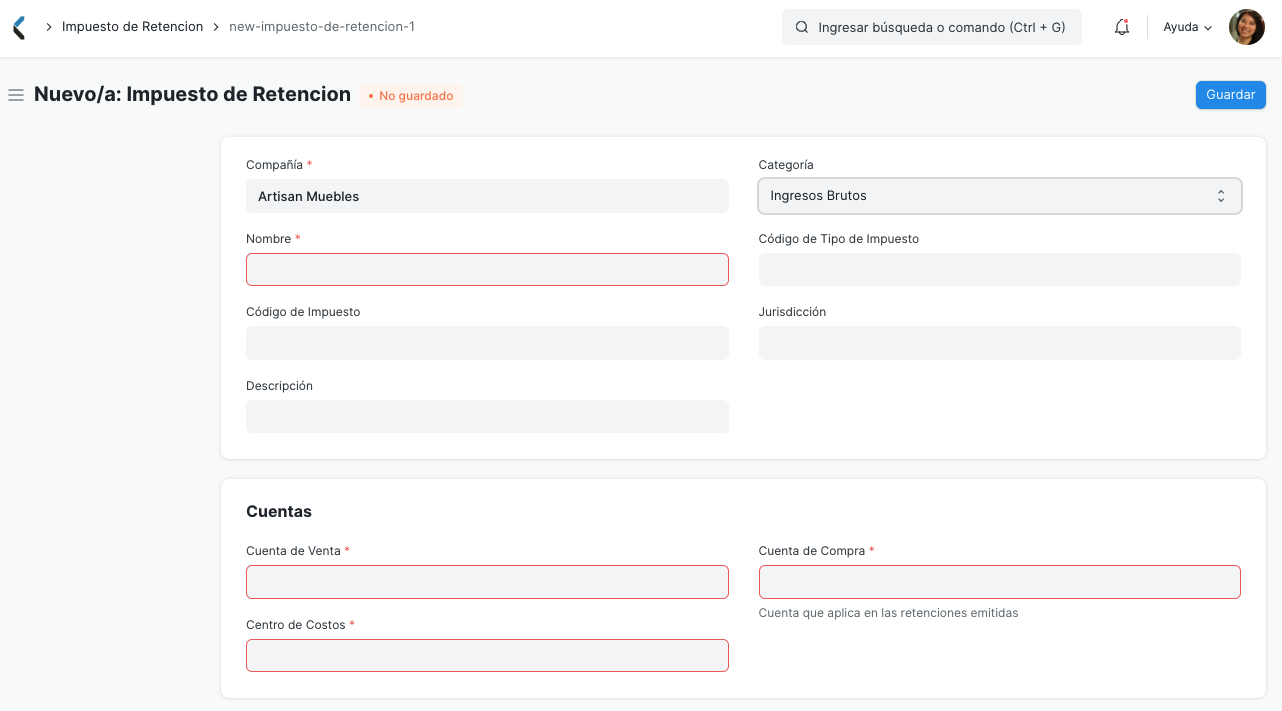 Impuesto de Retencion new-impuesto-de-retencion-1
Ingresar búsqueda o comando (Ctrl + G)
Ayuda
Nuevo/a: Impuesto de Retencion
• No guardado
Guardar
Compañía *
Artisan Muebles
Categoría
Ingresos Brutos
Nombre *
Código de Tipo de Impuesto
Código de Impuesto
Jurisdicción
Descripción
Cuentas
Cuenta de Venta *
Cuenta de Compra *
Cuenta que aplica en las retenciones emitidas
Centro de Costos *